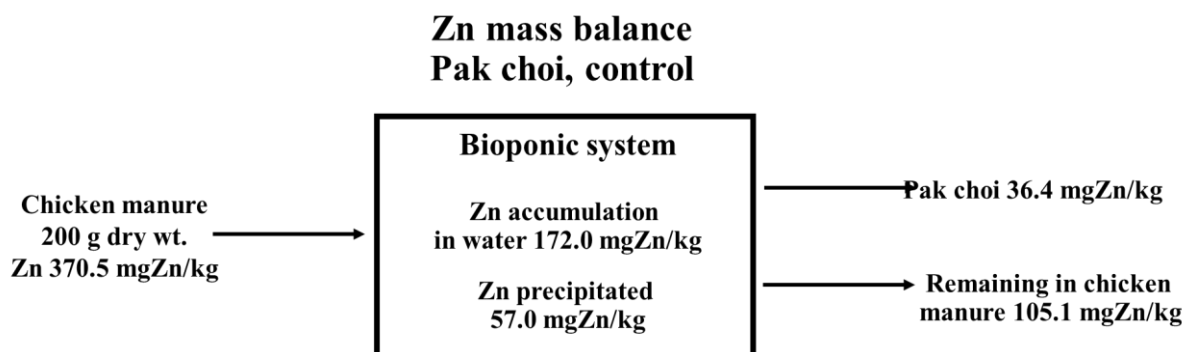 Zn mass balance
Pak choi, control
Bioponic system
Chicken manure
200 g dry wt.
Zn 370.5 mgZn/kg
Zn accumulation
in water 172.0 mgZn/kg
Zn precipitated
57.0 mgZn/kg
Pak choi 36.4 mgZn/kg
Remaining in chicken
manure 105.1 mgZn/kg